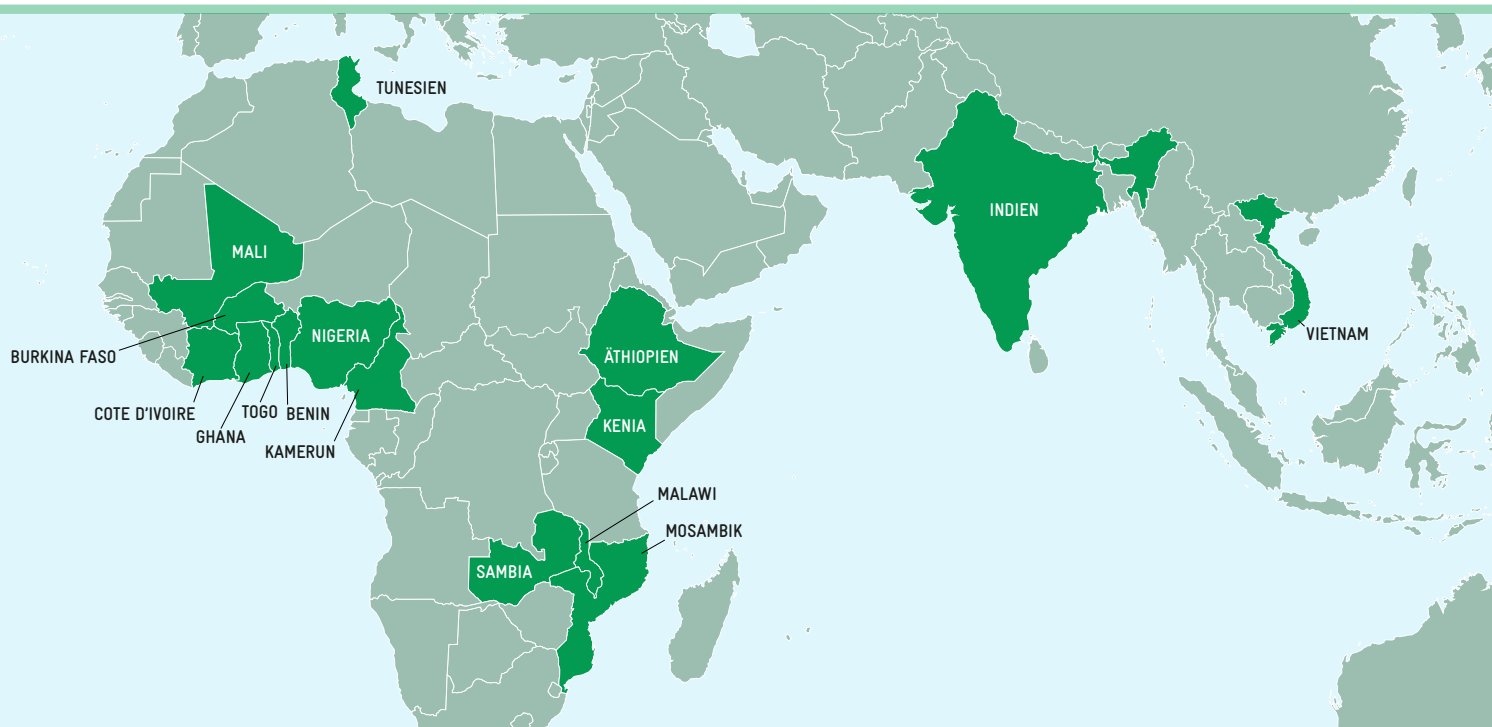 TUNESIEN
INDIEN
MALI
NIGERIA
VIETNAM
BURKINA FASO
ÄTHIOPIEN
COTE D'IVOIRE
TOGO
BENIN
GHANA
KENIA
KAMERUN
MALAWI
MOSAMBIK
SAMBIA